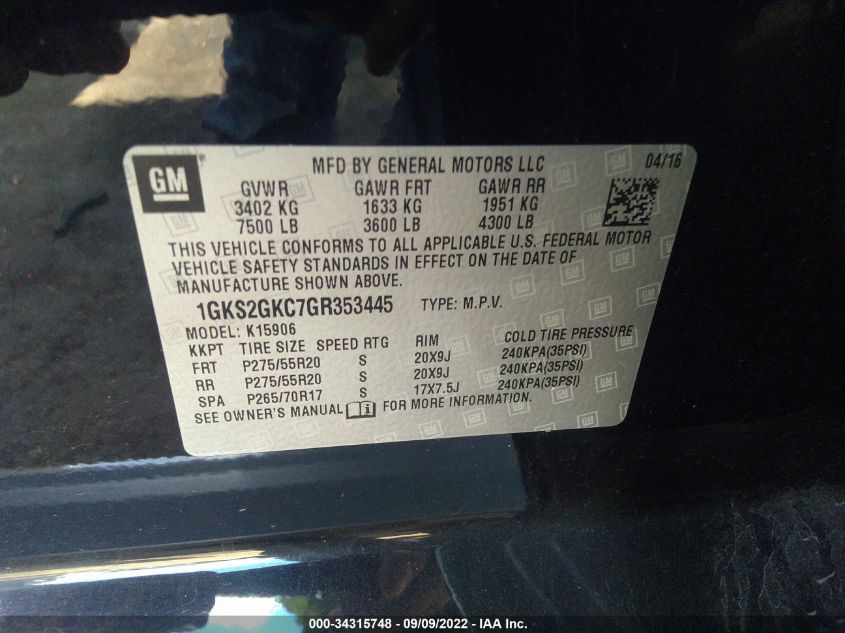 GM
MFD BY GENERAL MOTORS LLC 04/16
GVWR GAWR FRT GAWR RR
3402 KG 1633 KG 1951 KG
7500 LB 3600 LB 4300 LB
THIS VEHICLE CONFORMS TO ALL APPLICABLE U.S. FEDERAL MOTOR
VEHICLE SAFETY STANDARDS IN EFFECT ON THE DATE OF
MANUFACTURE SHOWN ABOVE.
1GKS2GKC7GR353445 TYPE: M.P.V.
MODEL: K15906
KKPT TIRE SIZE SPEED RTG RIM COLD TIRE PRESSURE
FRT P275/55R20 S 20X9J 240KPA(35PSI)
RR P275/55R20 S 20X9J 240KPA(35PSI)
SPA P265/70R17 S 17X7.5J 240KPA(35PSI)
SEE OWNER'S MANUAL FOR MORE INFORMATION.
000-34315748 - 09/09/2022 - IAA Inc.